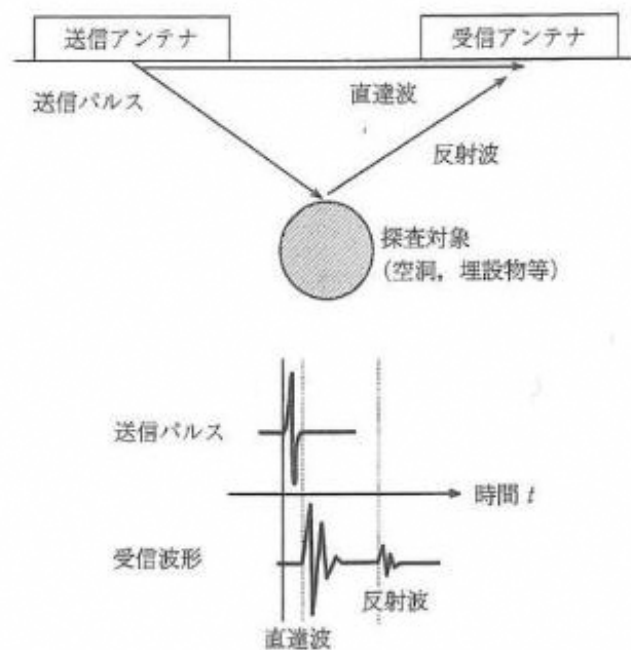 送信アンテナ
受信アンテナ
送信パルス
直達波
反射波
探査対象
(空洞，埋設物等)
送信パルス
時間 t
受信波形
反射波
直達波